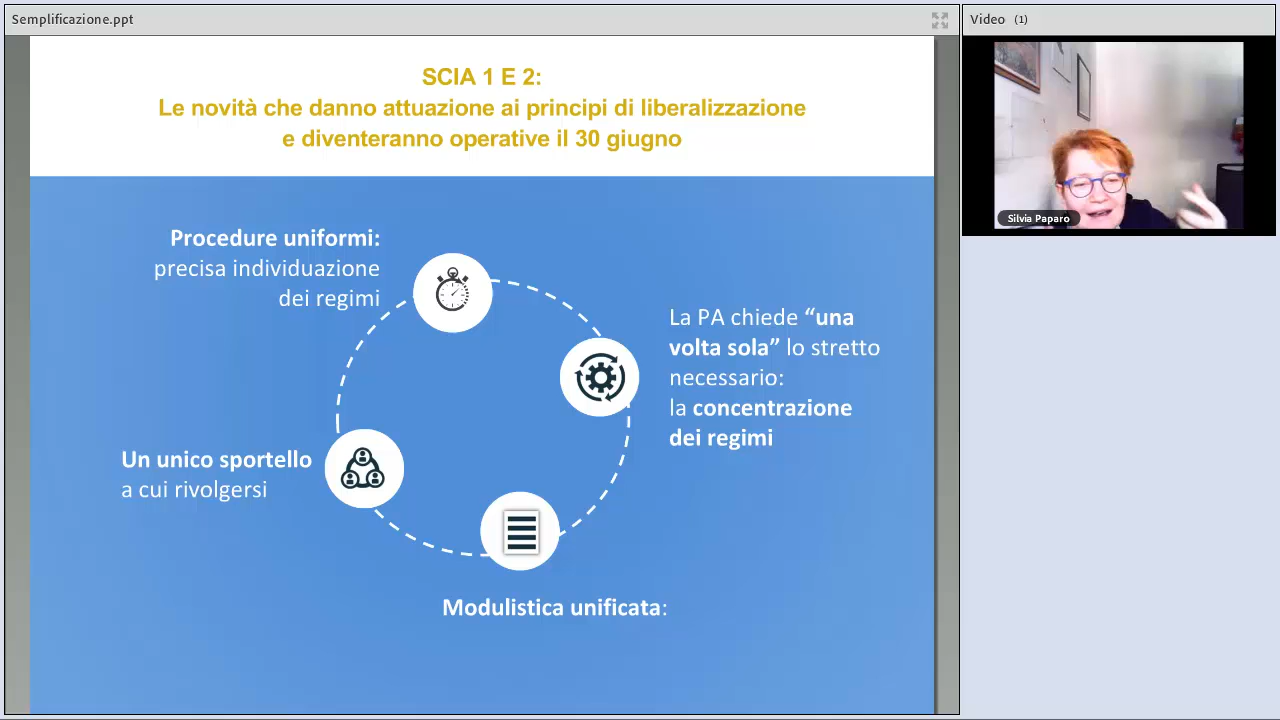 Semplificazione.ppt
Video (1)
SCIA 1 E 2:
Le novità che danno attuazione ai principi di liberalizzazione
e diventeranno operative il 30 giugno
Silvia Paparo
Procedure uniformi:
precisa individuazione
dei regimi
La PA chiede “una
volta sola” lo stretto
necessario:
la concentrazione
dei regimi
Un unico sportello
a cui rivolgersi
Modulistica unificata: